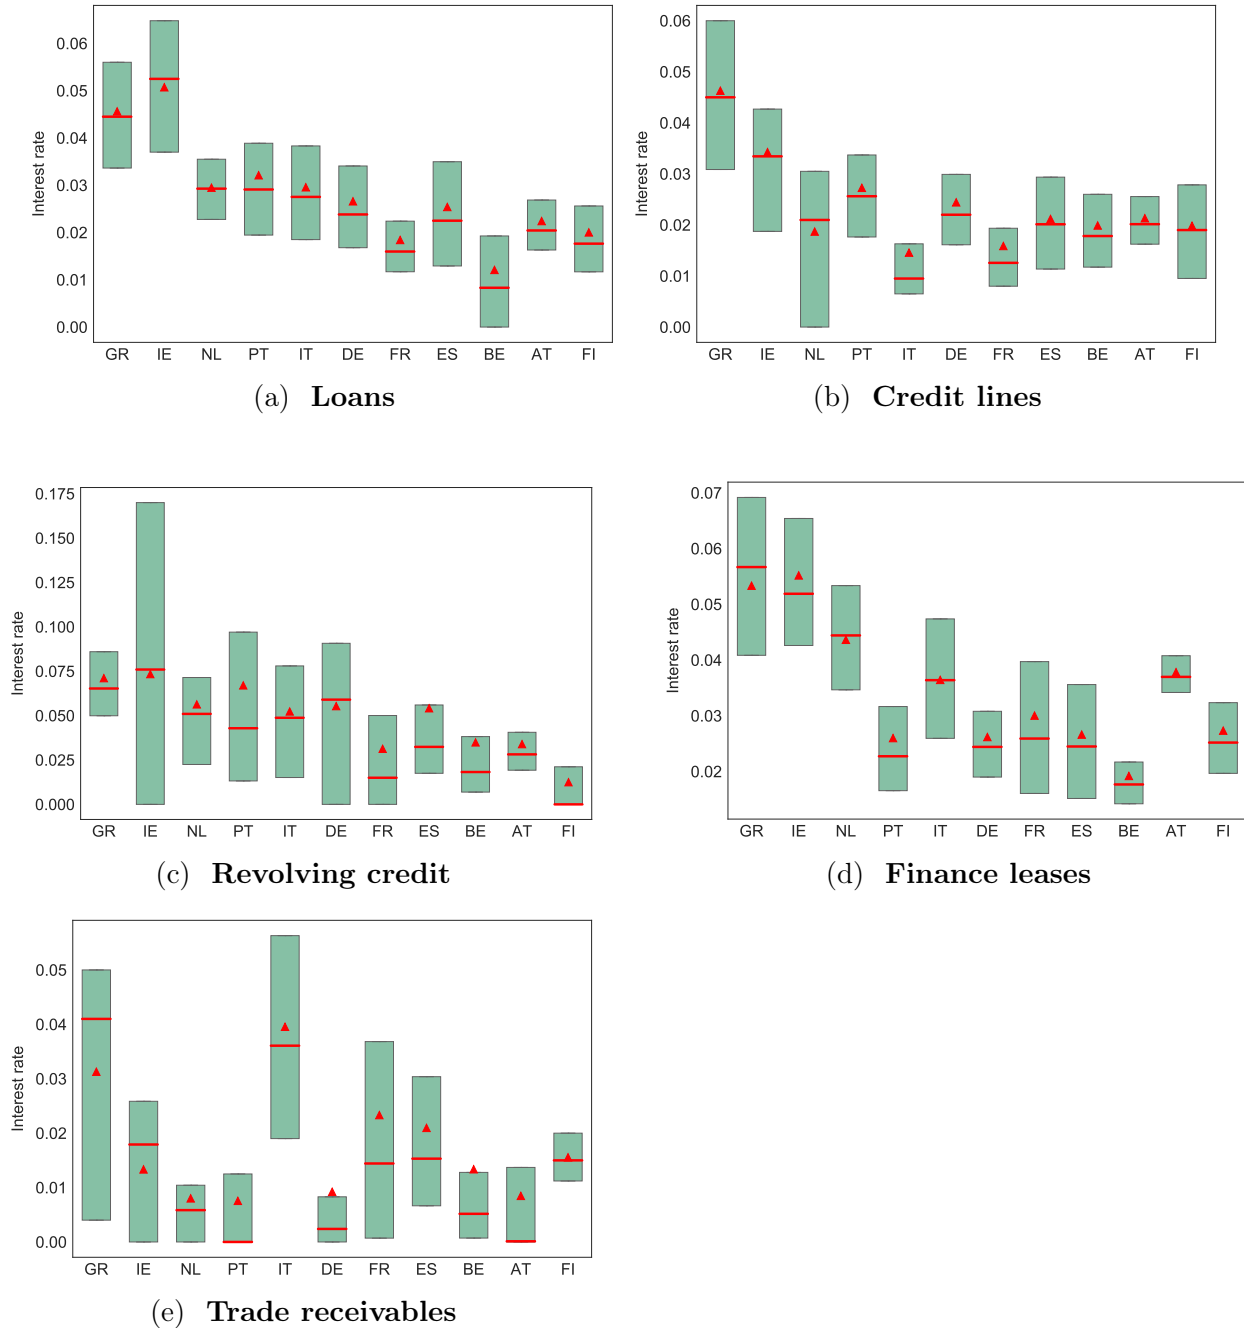 0.06
0.05
0.04
0.03
0.02
0.01
0.00
Interest rate
GR IE NL PT IT DE FR ES BE AT FI
(a) Loans
0.06
0.05
0.04
0.03
0.02
0.01
0.00
Interest rate
GR IE NL PT IT DE FR ES BE AT FI
(b) Credit lines
0.175
0.150
0.125
0.100
0.075
0.050
0.025
0.000
Interest rate
GR IE NL PT IT DE FR ES BE AT FI
(c) Revolving credit
0.07
0.06
0.05
0.04
0.03
0.02
Interest rate
GR IE NL PT IT DE FR ES BE AT FI
(d) Finance leases
0.05
0.04
0.03
0.02
0.01
0.00
Interest rate
GR IE NL PT IT DE FR ES BE AT FI
(e) Trade receivables